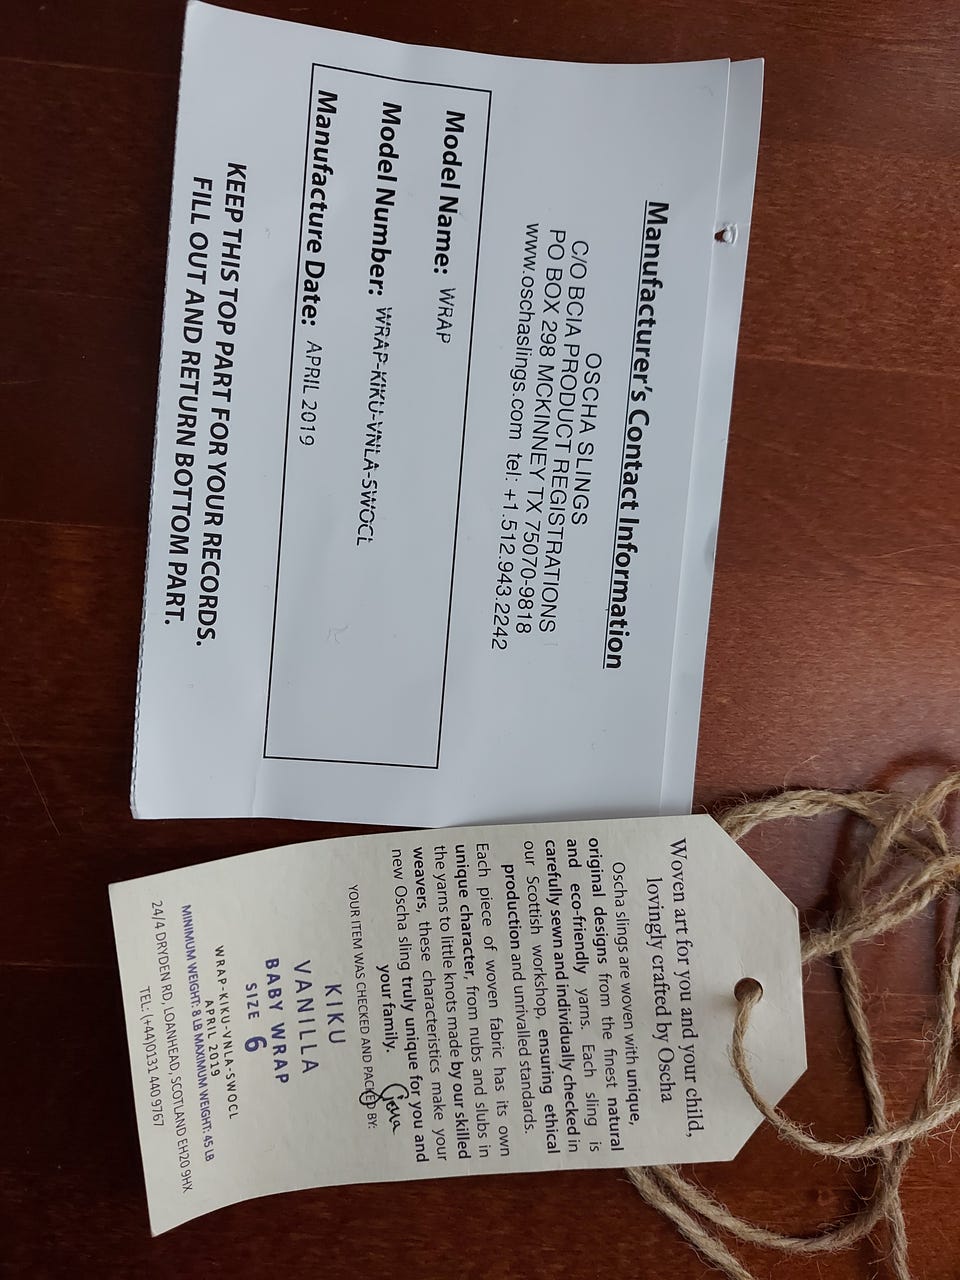 Manufacturer's Contact Information
OSCHA SLINGS
C/O BCIA PRODUCT REGISTRATIONS
PO BOX 298 MCKINNEY TX 75070-9818
www.oschaslings.com tel: +1.512.943.2242
Model Name: WRAP
Model Number: WRAP-KIKU-VNLA-SWOCL
Manufacture Date: APRIL 2019
KEEP THIS TOP PART FOR YOUR RECORDS.
FILL OUT AND RETURN BOTTOM PART.
Woven art for you and your child,
lovingly crafted by Oscha
Oscha slings are woven with unique,
original designs from the finest natural
and eco-friendly yarns. Each sling is
carefully sewn and individually checked in
our Scottish workshop, ensuring ethical
production and unrivalled standards.
Each piece of woven fabric has its own
unique character, from nubs and slubs in
the yarns to little knots made by our skilled
weavers, these characteristics make your
new Oscha sling truly unique for you and
your family.
YOUR ITEM WAS CHECKED AND PACKED BY:
KIKU
VANILLA
BABY WRAP
SIZE 6
WRAP-KIKU-VNLA-SWOCL
APRIL 2019
MINIMUM WEIGHT: 8 LB MAXIMUM WEIGHT: 45 LB
24/4 DRYDEN RD, LOANHEAD, SCOTLAND EH20 9HX
TEL: (+44)0131 440 9767